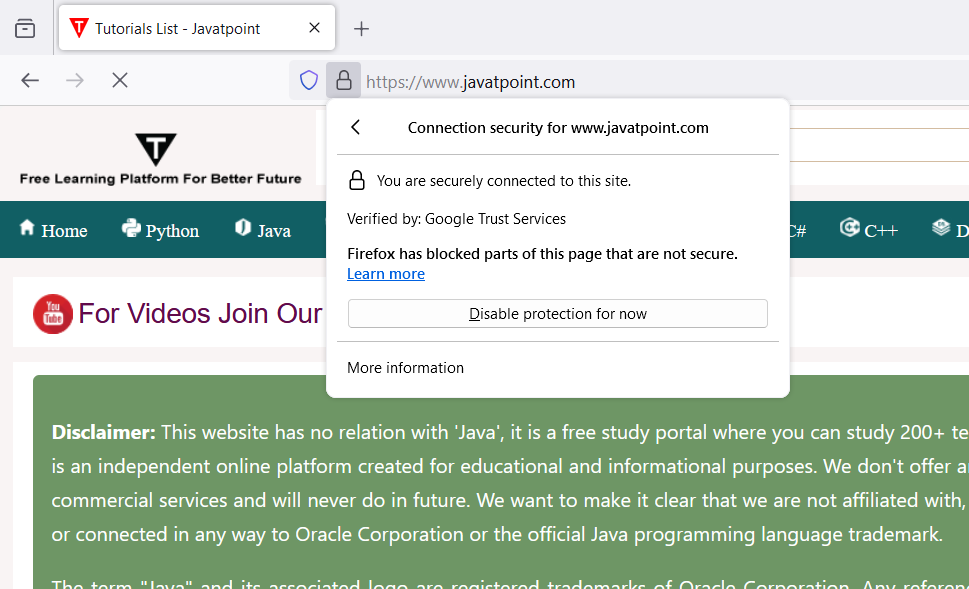 Tutorials List - Javatpoint
https://www.javatpoint.com
Connection security for www.javatpoint.com
T
Free Learning Platform For Better Future
You are securely connected to this site.
Verified by: Google Trust Services
Home Python Java C# C++ D
Firefox has blocked parts of this page that are not secure.
Learn more
You
Tube
For Videos Join Our
Disable protection for now
More information
Disclaimer: This website has no relation with 'Java', it is a free study portal where you can study 200+ te
is an independent online platform created for educational and informational purposes. We don't offer a
commercial services and will never do in future. We want to make it clear that we are not affiliated with,
or connected in any way to Oracle Corporation or the official Java programming language trademark.
The term "Java" and its associated logo are registered trademarks of Oracle Corporation. Any referen